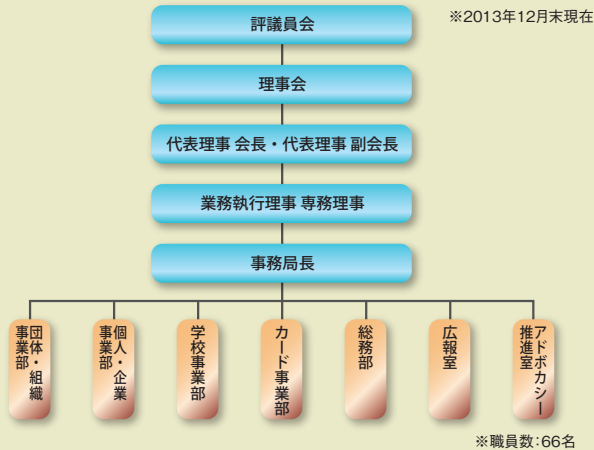 評議員会
※2013年12月末現在
理事会
代表理事 会長・代表理事 副会長
業務執行理事 専務理事
事務局長
団体・組織
事業部
個人・企業
事業部
学校事業部
カード事業部
総務部
広報室
アドボカシー
推進室
※職員数:66名